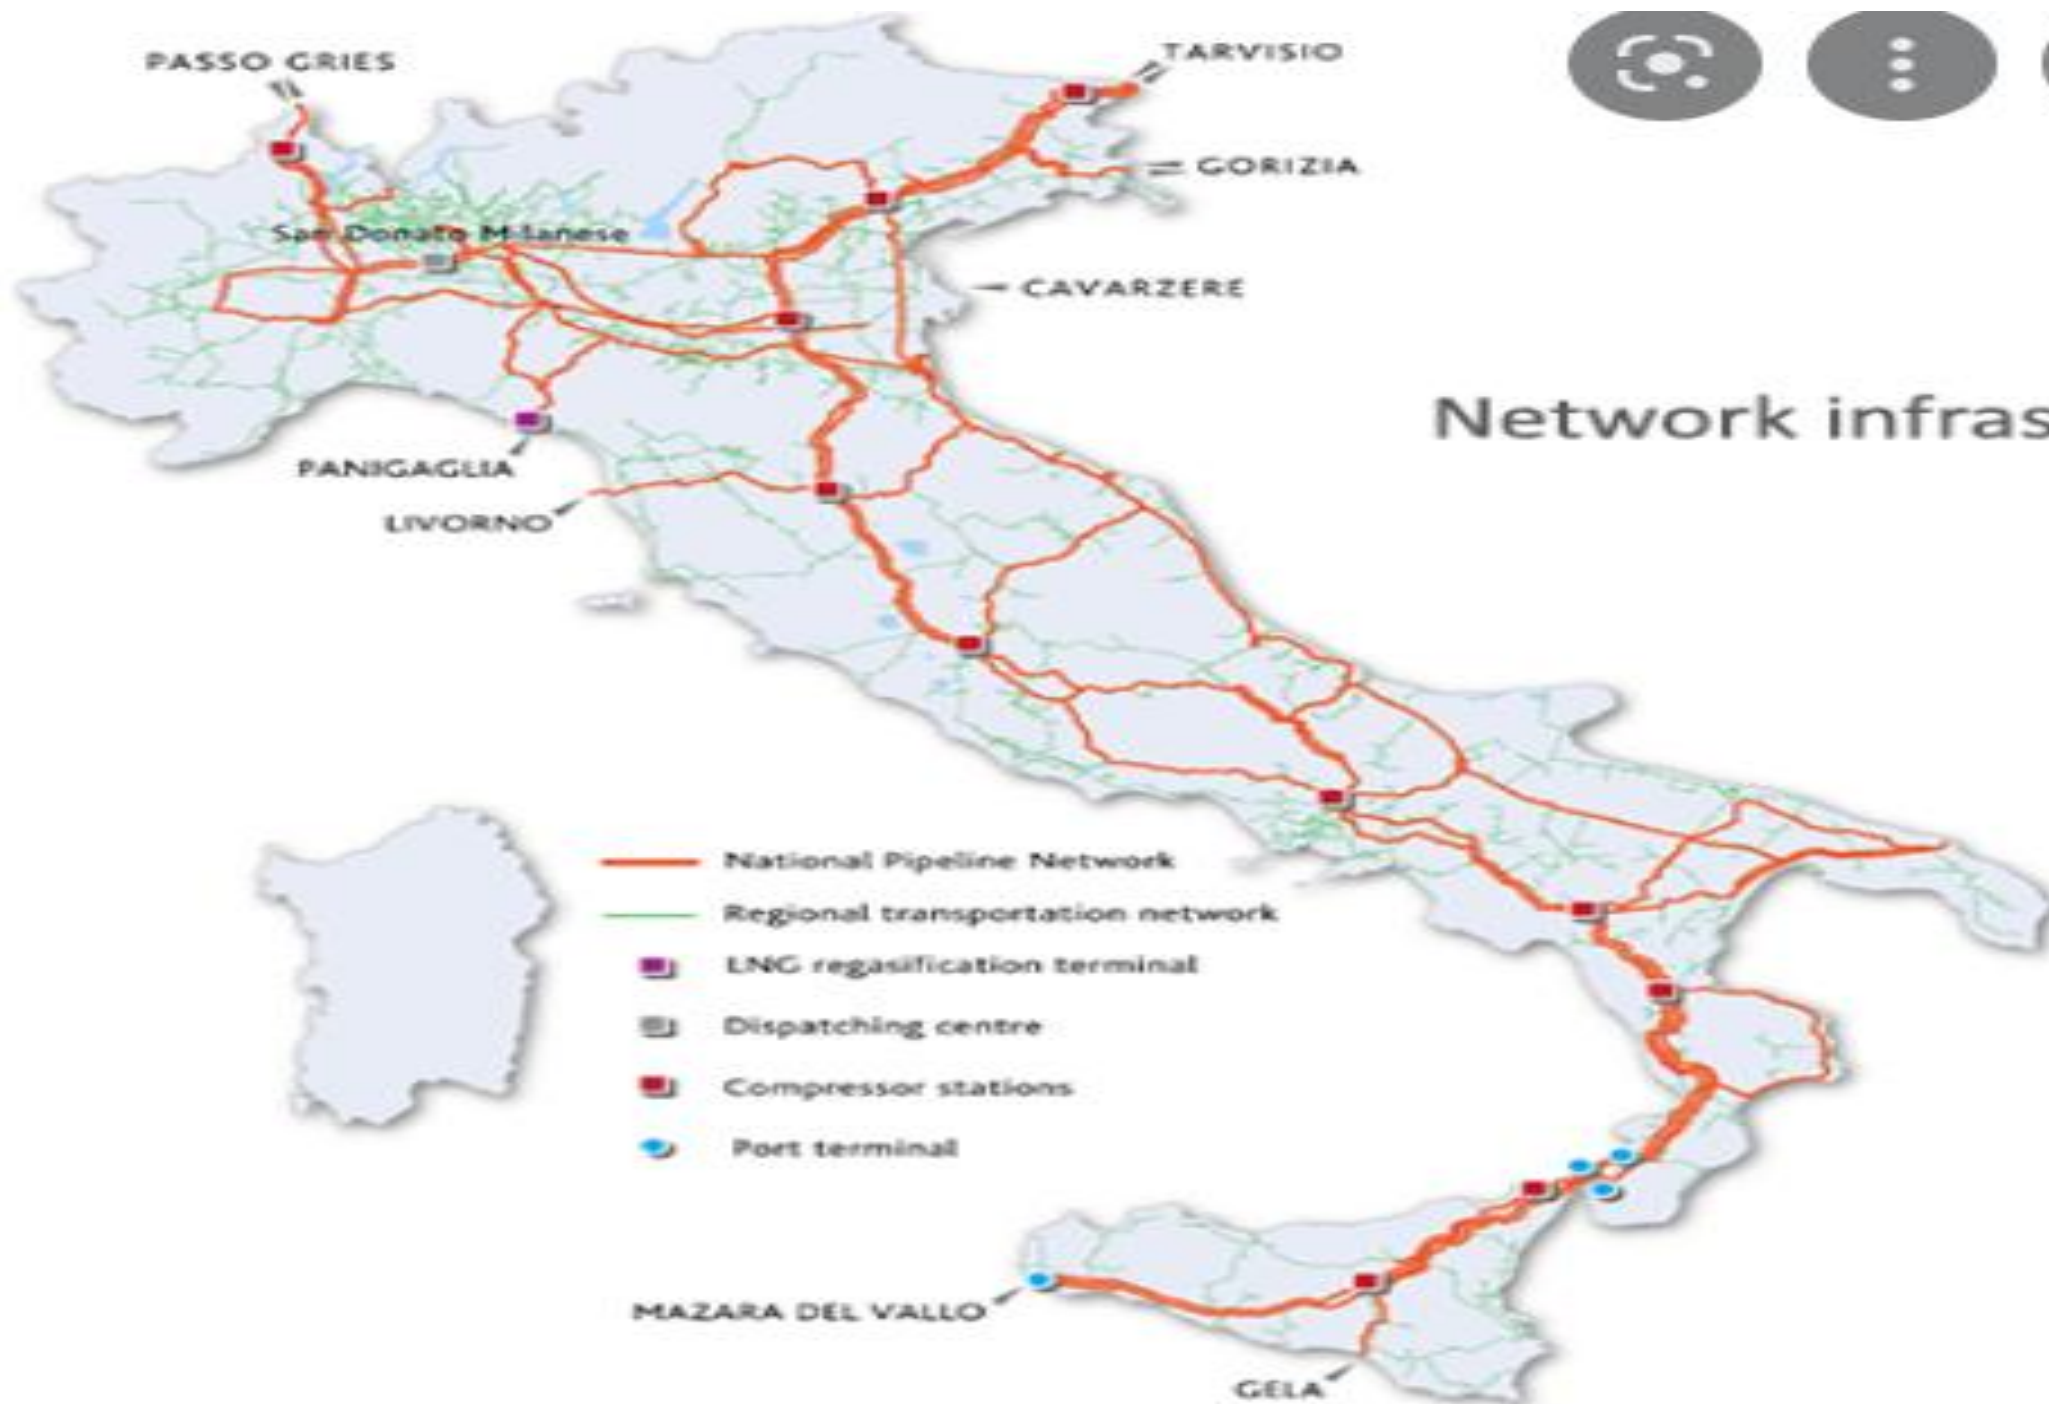 PASSO GRIES
TARVISIO
GORIZIA
San Donato Milanese
CAVARZERE
Network infras
PANIGAGLIA
LIVORNO
National Pipeline Network
Regional transportation network
LNG regasification terminal
Dispatching centre
Compressor stations
Port terminal
MAZARA DEL VALLO
GELA